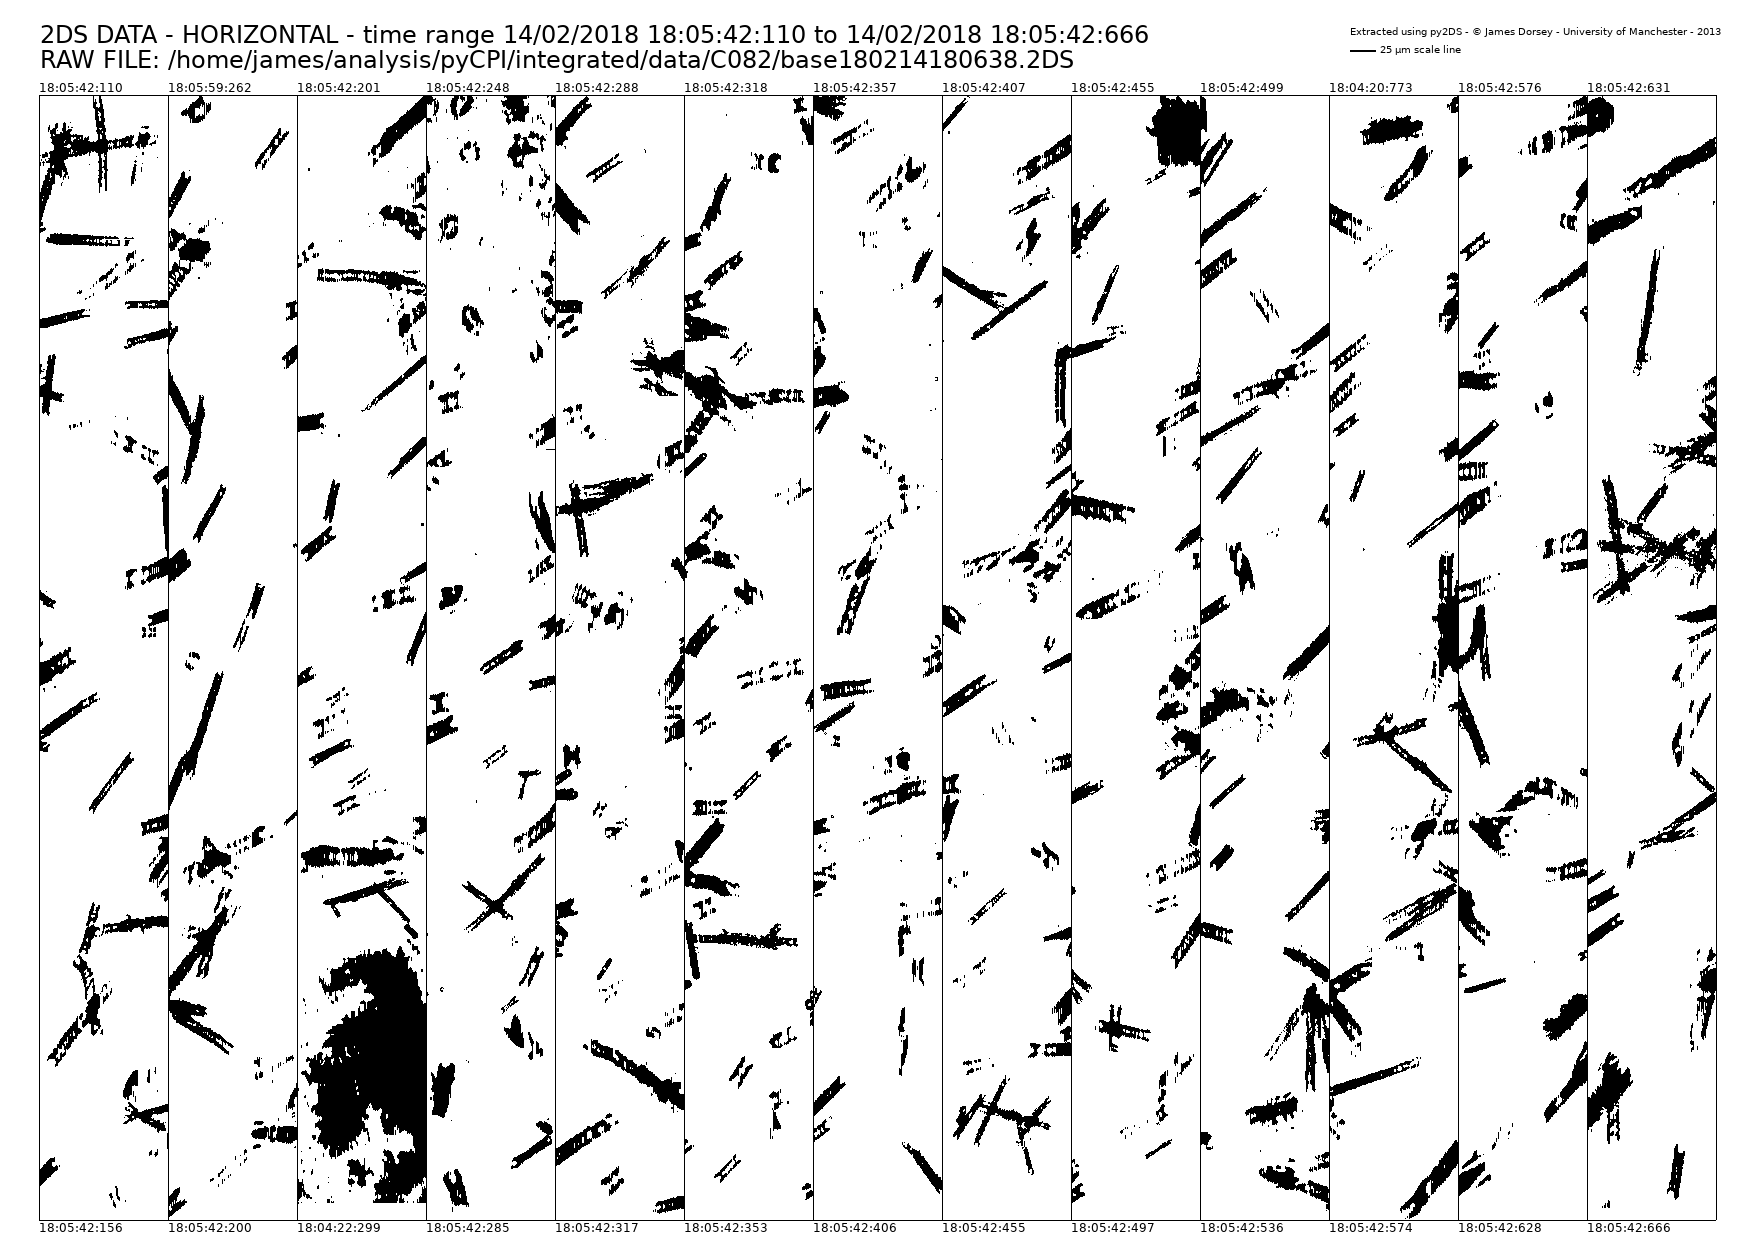 2DS DATA - HORIZONTAL - time range 14/02/2018 18:05:42:110 to 14/02/2018 18:05:42:666
RAW FILE: /home/james/analysis/pyCPI/integrated/data/C082/base180214180638.2DS
Extracted using py2DS - © James Dorsey - University of Manchester - 2013
25 µm scale line
18:05:42:110 18:05:59:262 18:05:42:201 18:05:42:248 18:05:42:288 18:05:42:318 18:05:42:357 18:05:42:407 18:05:42:455 18:05:42:499 18:04:20:773 18:05:42:576 18:05:42:631
18:05:42:156 18:05:42:200 18:04:22:299 18:05:42:285 18:05:42:317 18:05:42:353 18:05:42:406 18:05:42:455 18:05:42:497 18:05:42:536 18:05:42:574 18:05:42:628 18:05:42:666